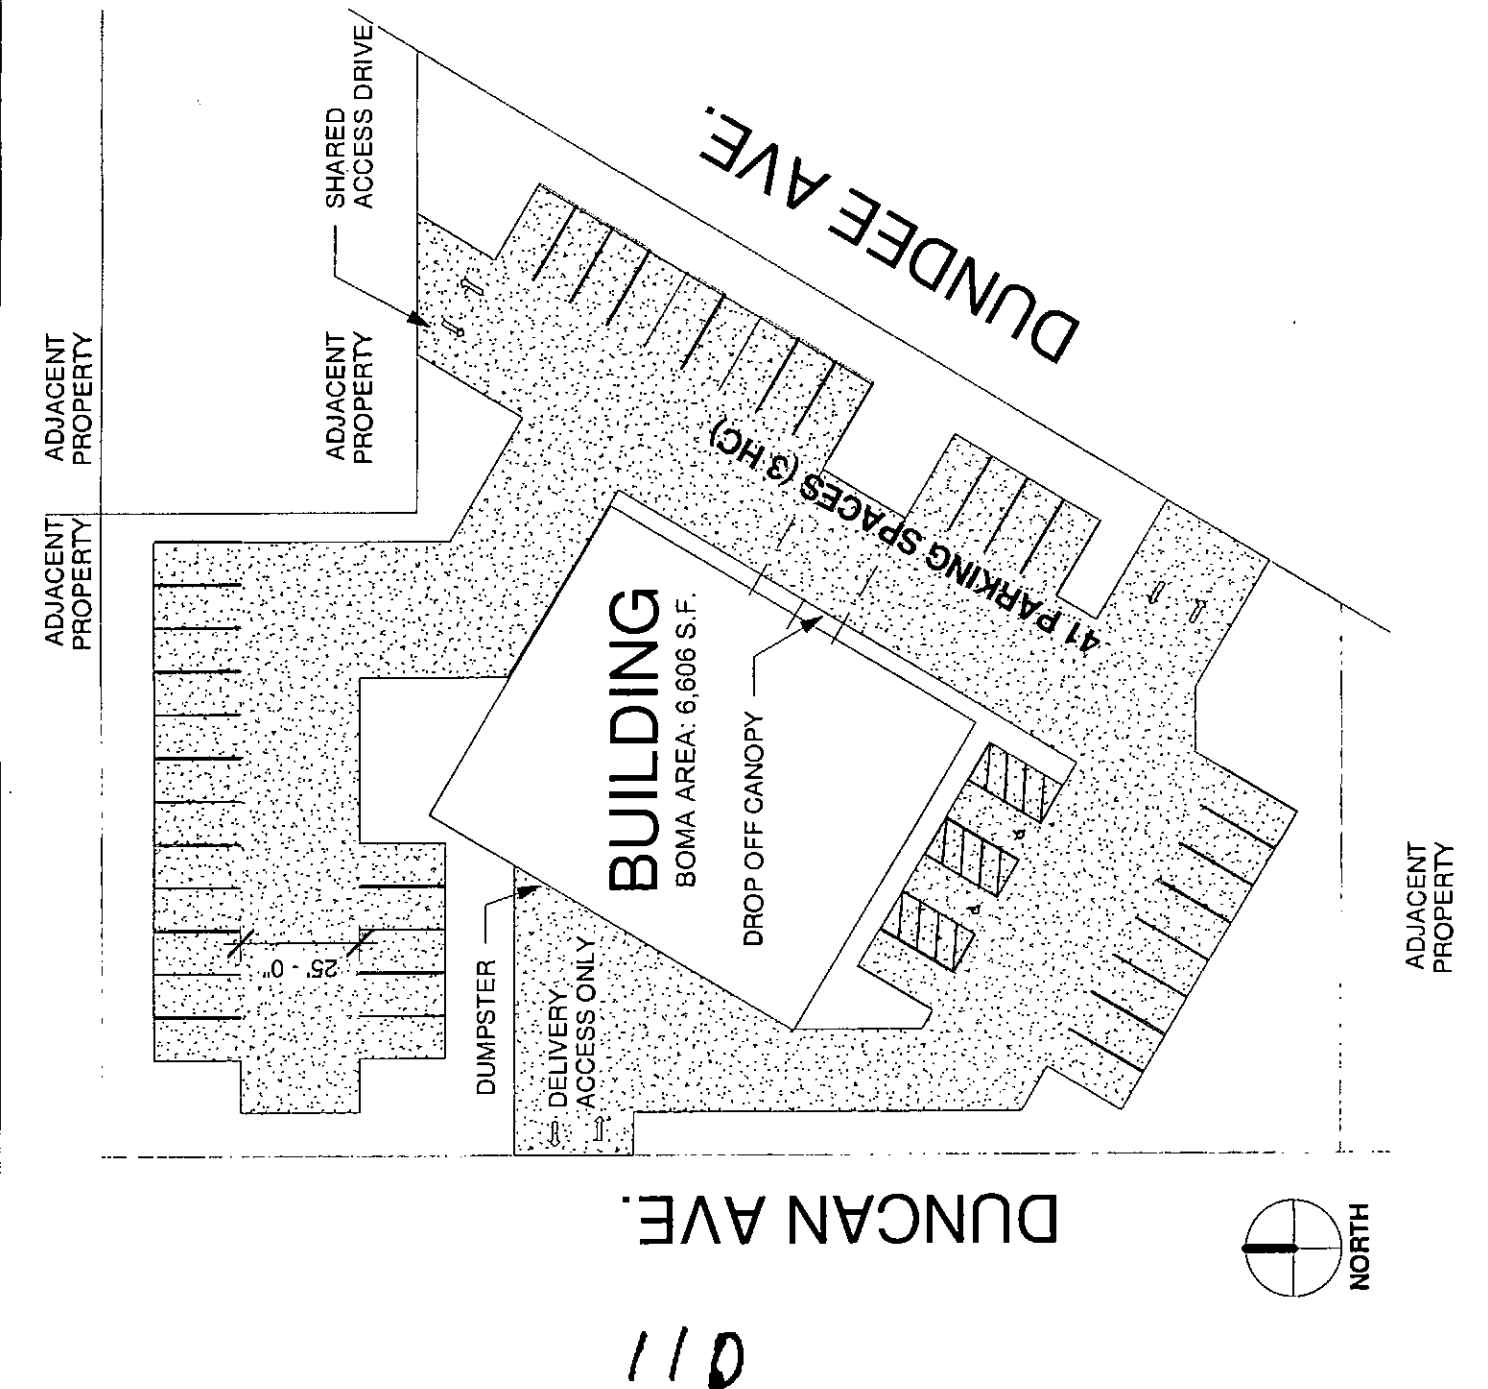 ADJACENT
PROPERTY
ADJACENT
PROPERTY
SHARED
ACCESS DRIVE
ADJACENT
PROPERTY
DUNDEE AVE.
41 PARKING SPACES (3 HC)
BUILDING
BOMA AREA: 6,606 S.F.
DROP OFF CANOPY
25' - 0"
DUMPSTER
DELIVERY
ACCESS ONLY
ADJACENT
PROPERTY
DUNCAN AVE.
NORTH